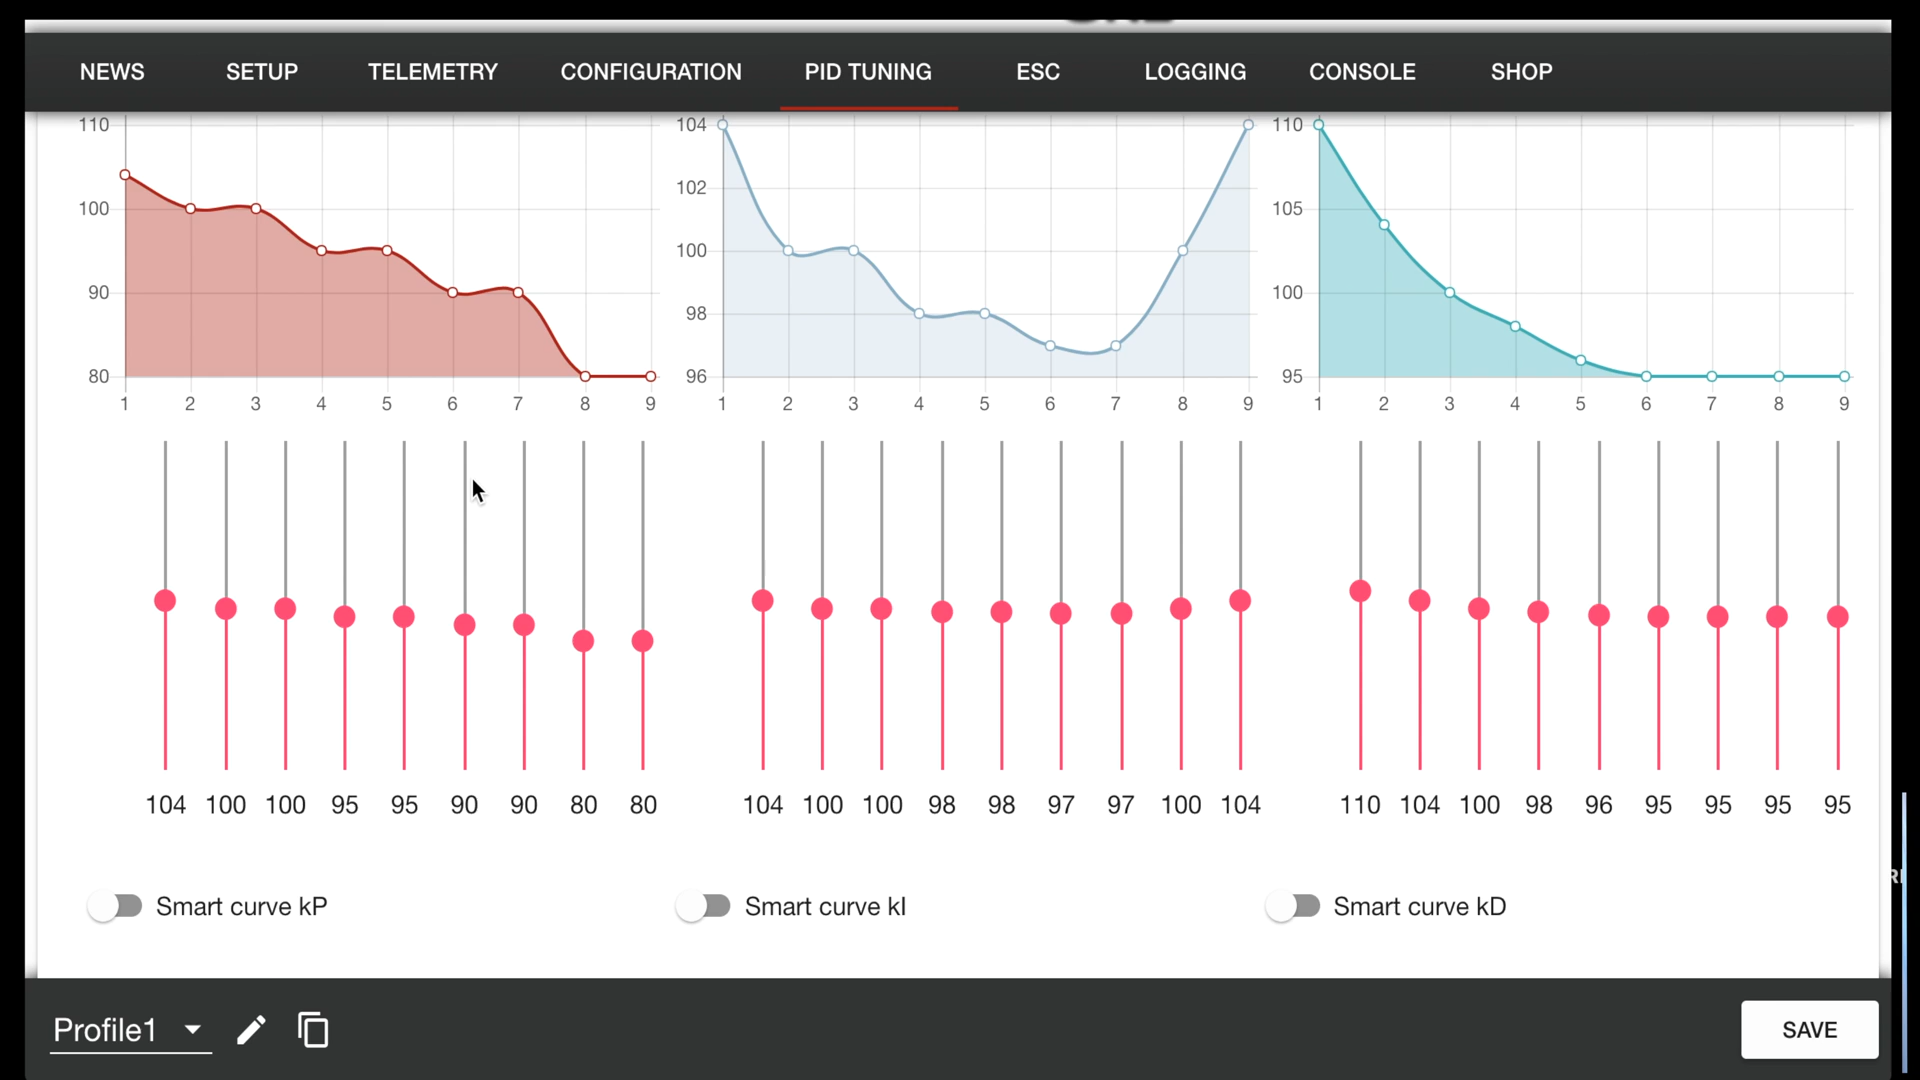 NEWS SETUP TELEMETRY CONFIGURATION PID TUNING ESC LOGGING CONSOLE SHOP
110
100
90
80
1 2 3 4 5 6 7 8 9
104
102
100
98
96
1 2 3 4 5 6 7 8 9
110
105
100
95
1 2 3 4 5 6 7 8 9
104 100 100 95 95 90 90 80 80
104 100 100 98 98 97 97 100 104
110 104 100 98 96 95 95 95 95
Smart curve kP
Smart curve kI
Smart curve kD
Profile1
SAVE